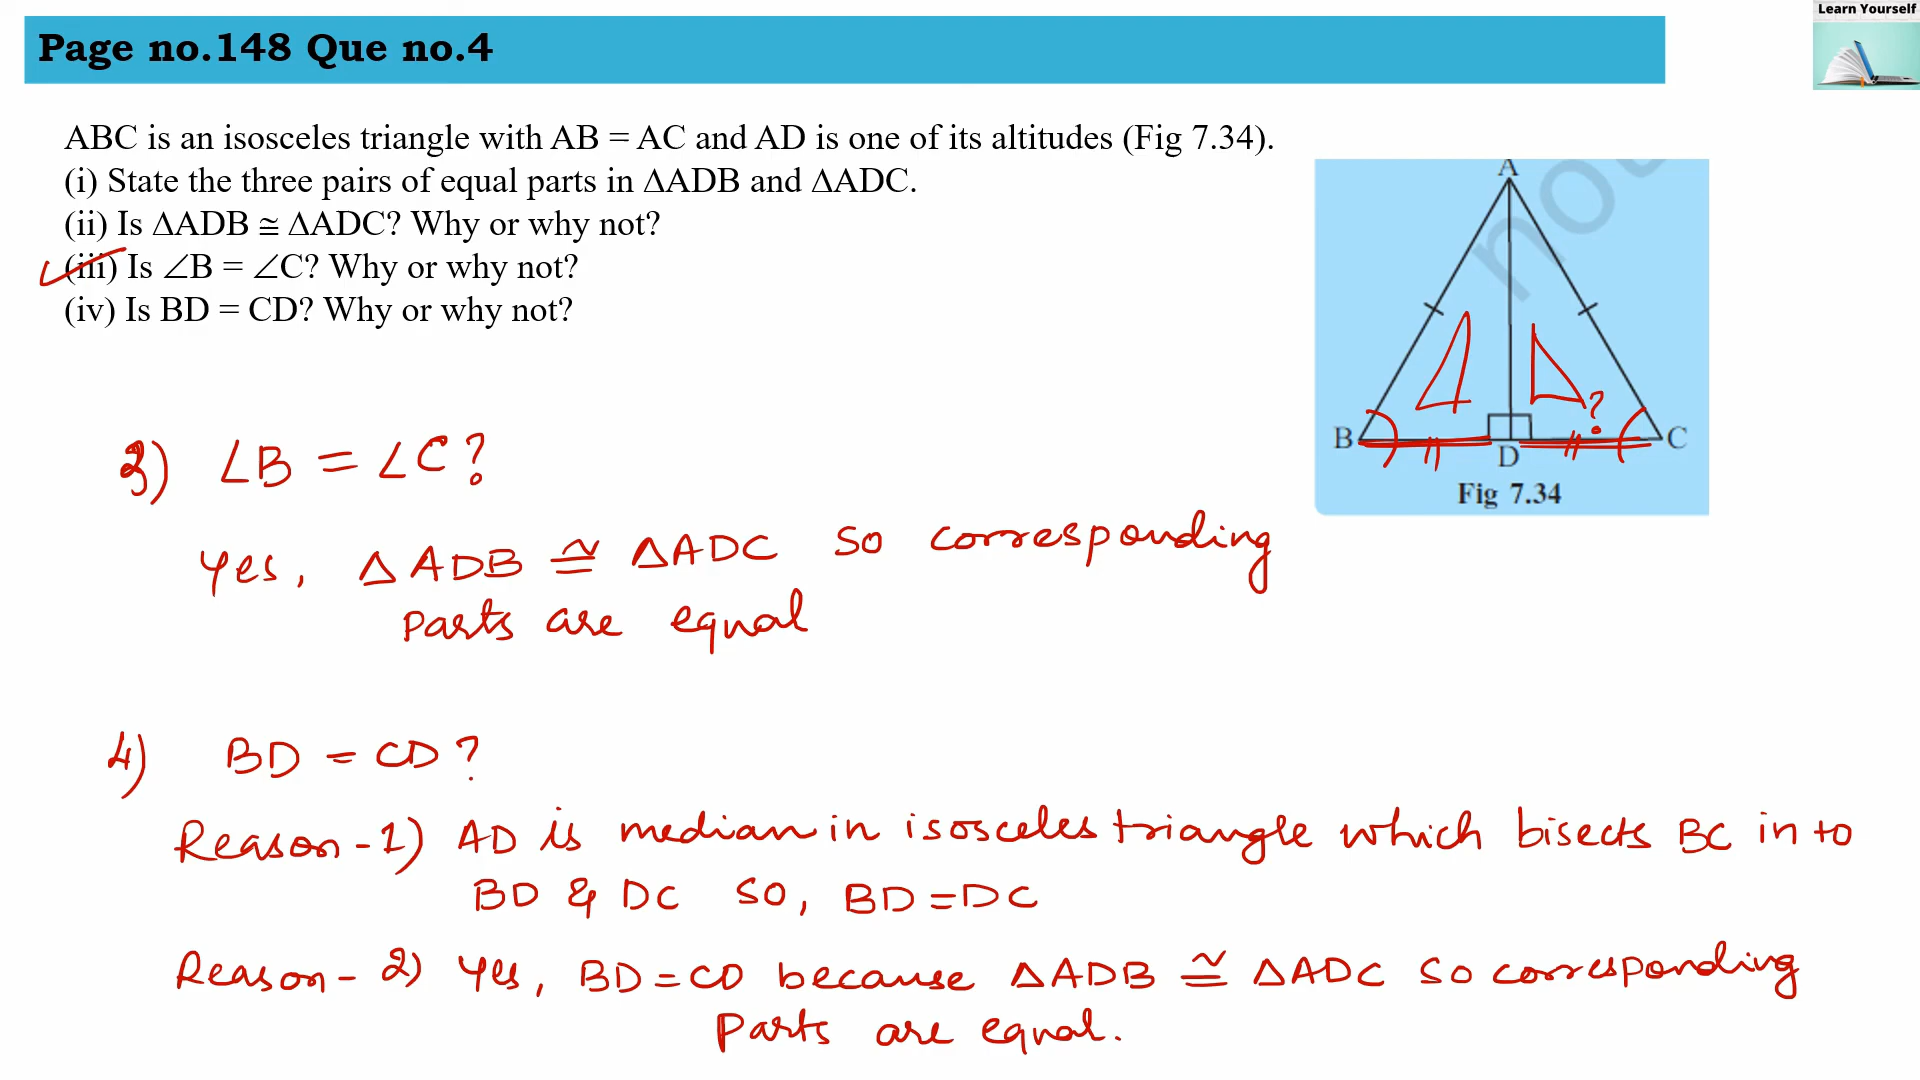 Learn Yourself
Page no.148 Que no.4
ABC is an isosceles triangle with AB = AC and AD is one of its altitudes (Fig 7.34).
(i) State the three pairs of equal parts in ΔADB and ΔADC.
(ii) Is ΔADB ≅ ΔADC? Why or why not?
(iii) Is ∠B = ∠C? Why or why not?
(iv) Is BD = CD? Why or why not?
not
A
?
B
D
C
Fig 7.34
3) ∠B = ∠C?
Yes, ΔADB ≅ ΔADC so corresponding
parts are equal
4) BD = CD?
Reason-1) AD is median in isosceles triangle which bisects BC in to
BD & DC so, BD=DC
Reason-2) Yes, BD=CD because ΔADB ≅ ΔADC so corresponding
parts are equal.